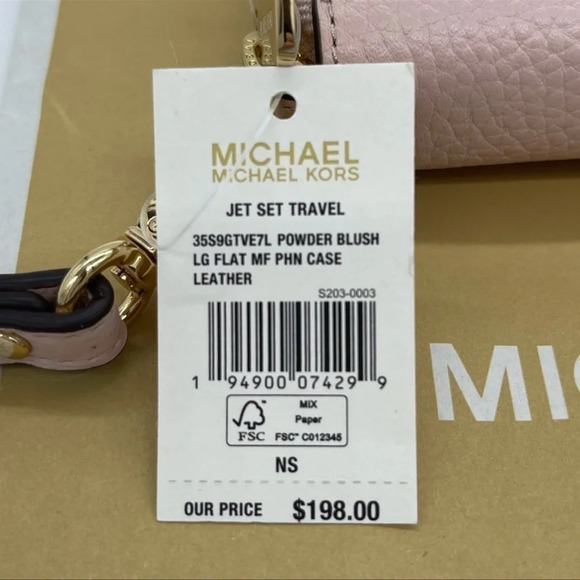 MICHAEL
MICHAEL KORS
JET SET TRAVEL
35S9GTVE7L POWDER BLUSH
LG FLAT MF PHN CASE
LEATHER
S203-0003
1 94900 07429 9
FSC
MIX
Paper
FSC™ C012345
NS
OUR PRICE $198.00
MIC